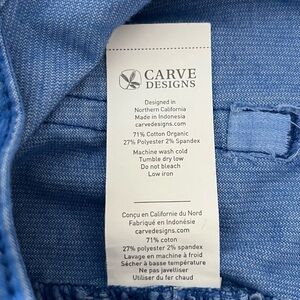 CARVE
DESIGNS
Designed in
Northern California
Made in Indonesia
carvedesigns.com
71% Cotton Organic
27% Polyester 2% Spandex
Machine wash cold
Tumble dry low
Do not bleach
Low iron
Conçu en Californie du Nord
Fabriqué en Indonésie
carvedesigns.com
71% coton
27% polyester 2% spandex
Lavage en machine à froid
Sécher à basse température
Ne pas javelliser
Utiliser du fer chaud